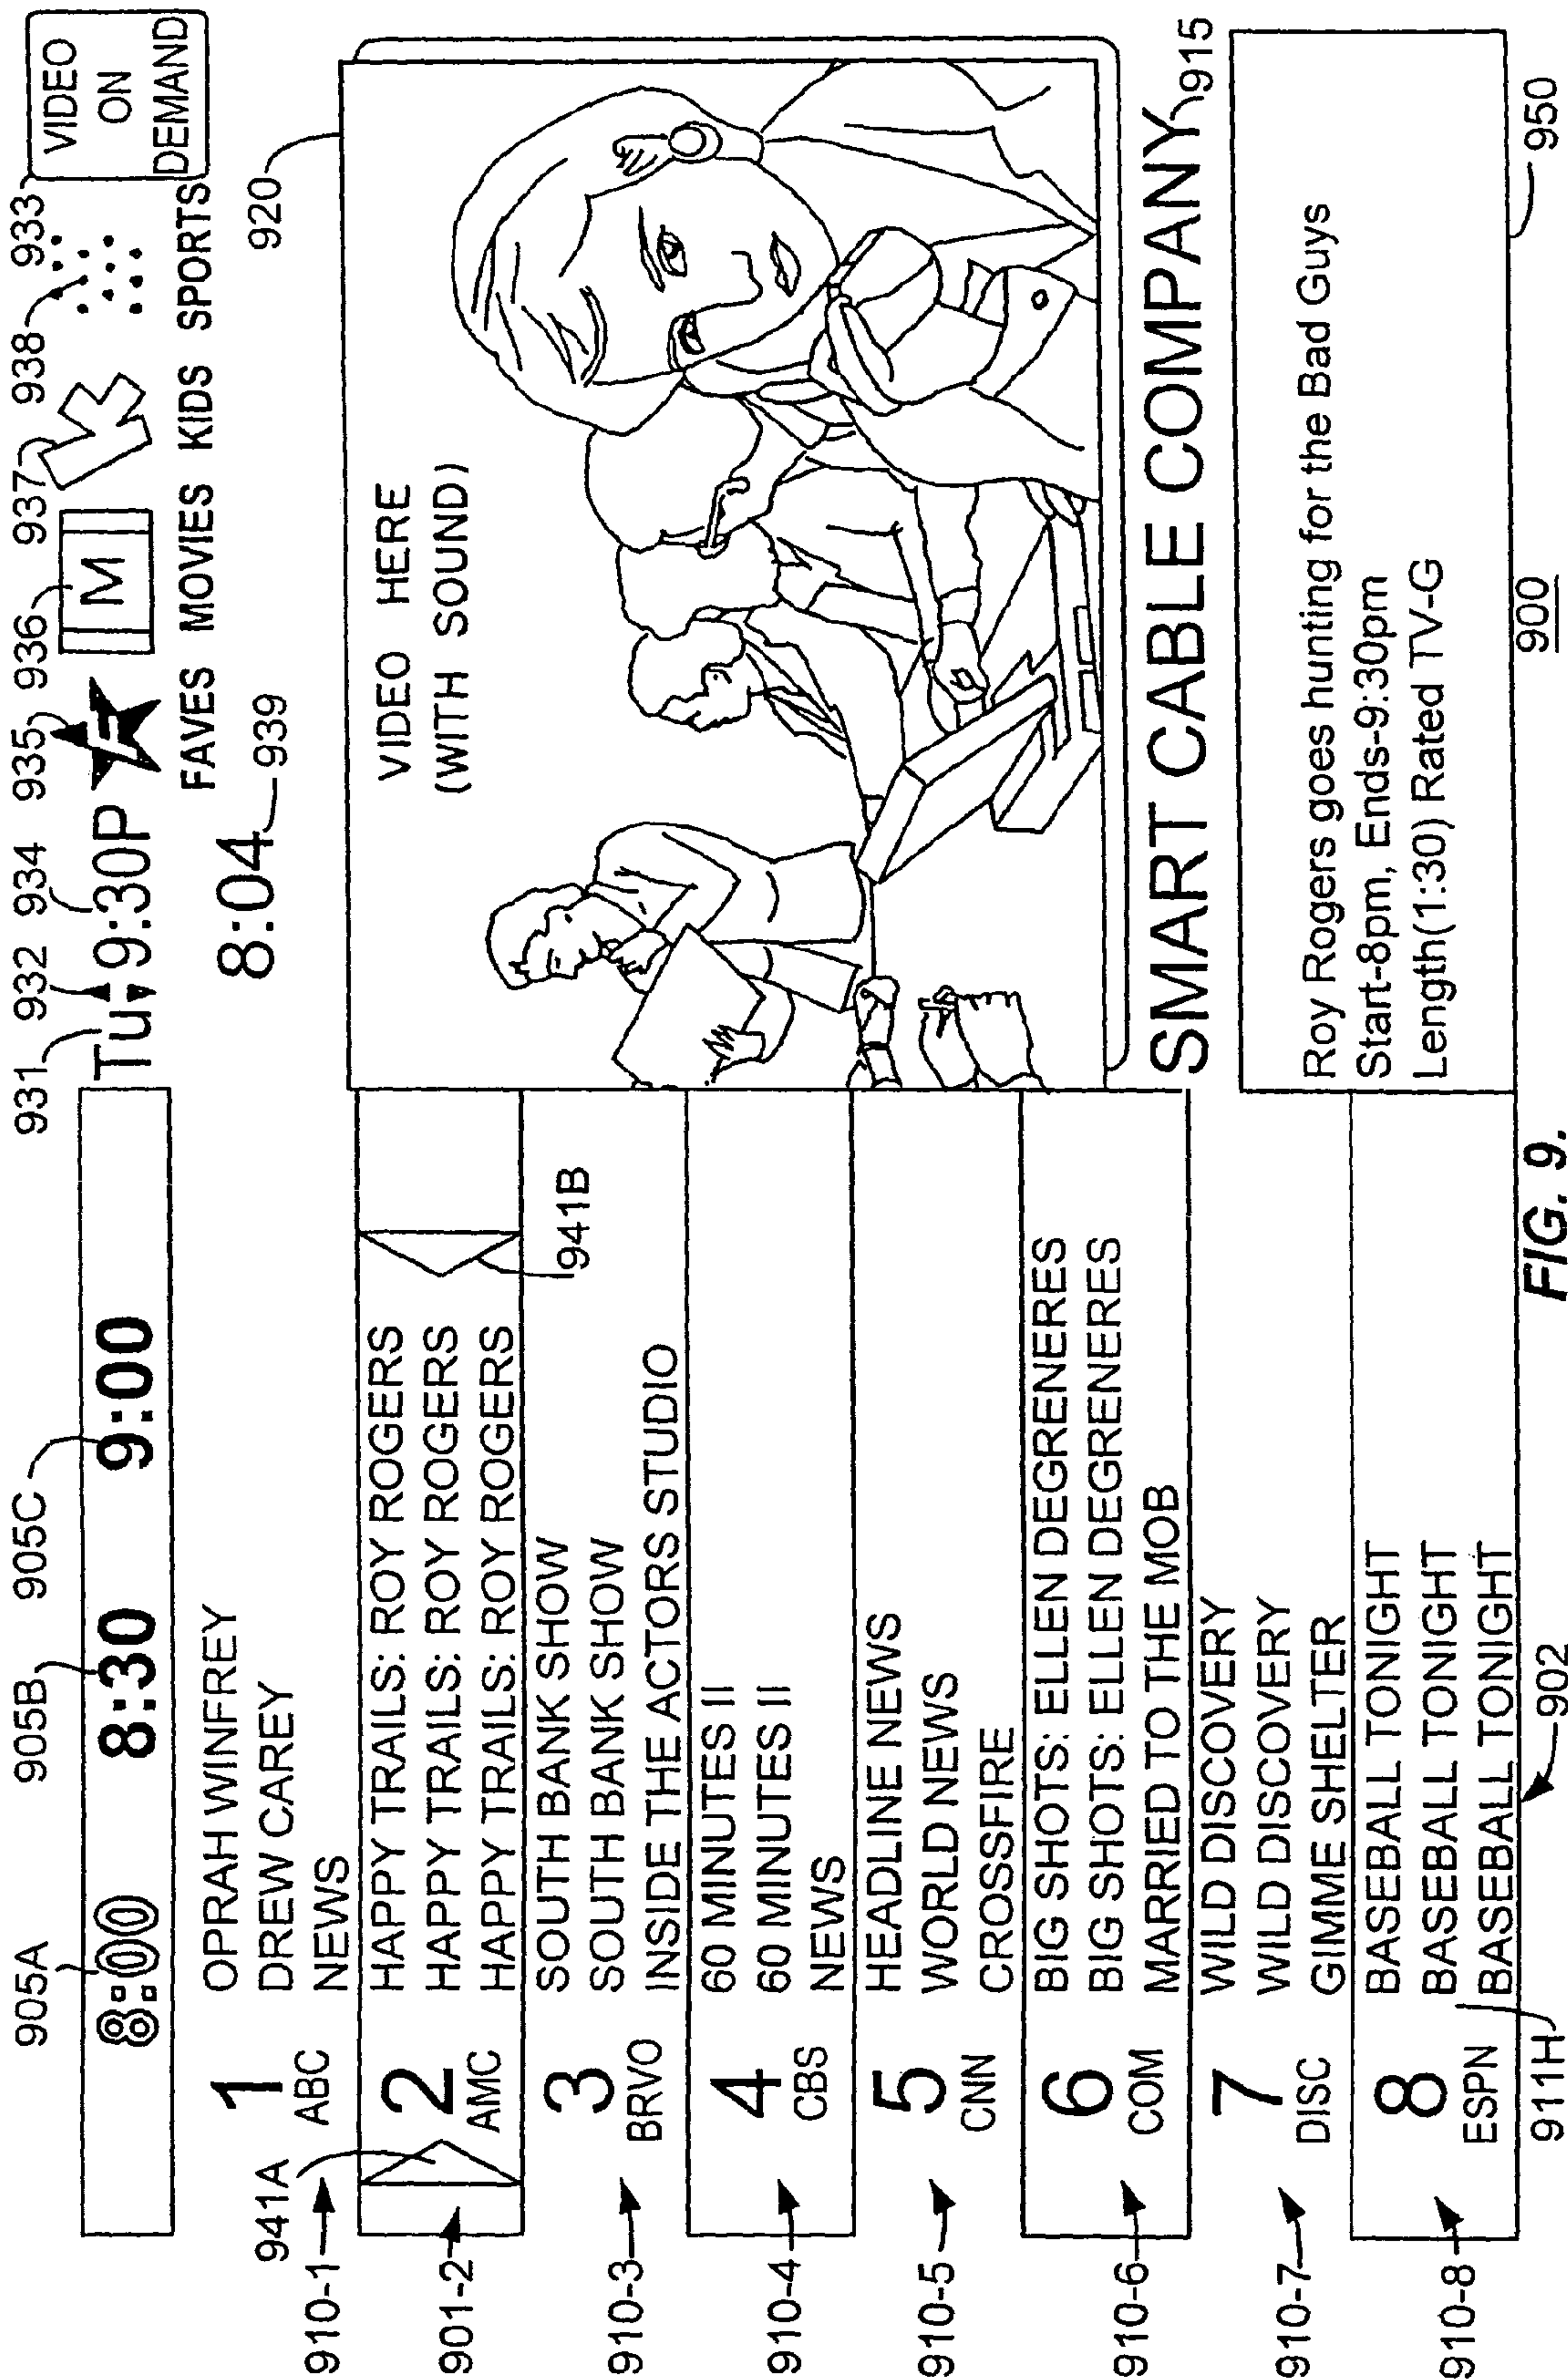 931
932
934
935
936
937
938
933
Tu
9:30P
M
VIDEO
ON
DEMAND
FAVES MOVIES KIDS SPORTS
8:04
939
920
905A
905B
905C
8:00 8:30 9:00
910-1
1
ABC
OPRAH WINFREY
DREW CAREY
NEWS
941A
901-2
2
AMC
HAPPY TRAILS: ROY ROGERS
HAPPY TRAILS: ROY ROGERS
HAPPY TRAILS: ROY ROGERS
941B
910-3
3
BRVO
SOUTH BANK SHOW
SOUTH BANK SHOW
INSIDE THE ACTORS STUDIO
910-4
4
CBS
60 MINUTES II
60 MINUTES II
NEWS
910-5
5
CNN
HEADLINE NEWS
WORLD NEWS
CROSSFIRE
910-6
6
COM
BIG SHOTS: ELLEN DEGRENERES
BIG SHOTS: ELLEN DEGRENERES
MARRIED TO THE MOB
910-7
7
DISC
WILD DISCOVERY
WILD DISCOVERY
GIMME SHELTER
910-8
8
ESPN
BASEBALL TONIGHT
BASEBALL TONIGHT
BASEBALL TONIGHT
911H
902
VIDEO HERE
(WITH SOUND)
SMART CABLE COMPANY
915
Roy Rogers goes hunting for the Bad Guys
Start-8pm, Ends-9:30pm
Length(1:30) Rated TV-G
950
900
FIG. 9.